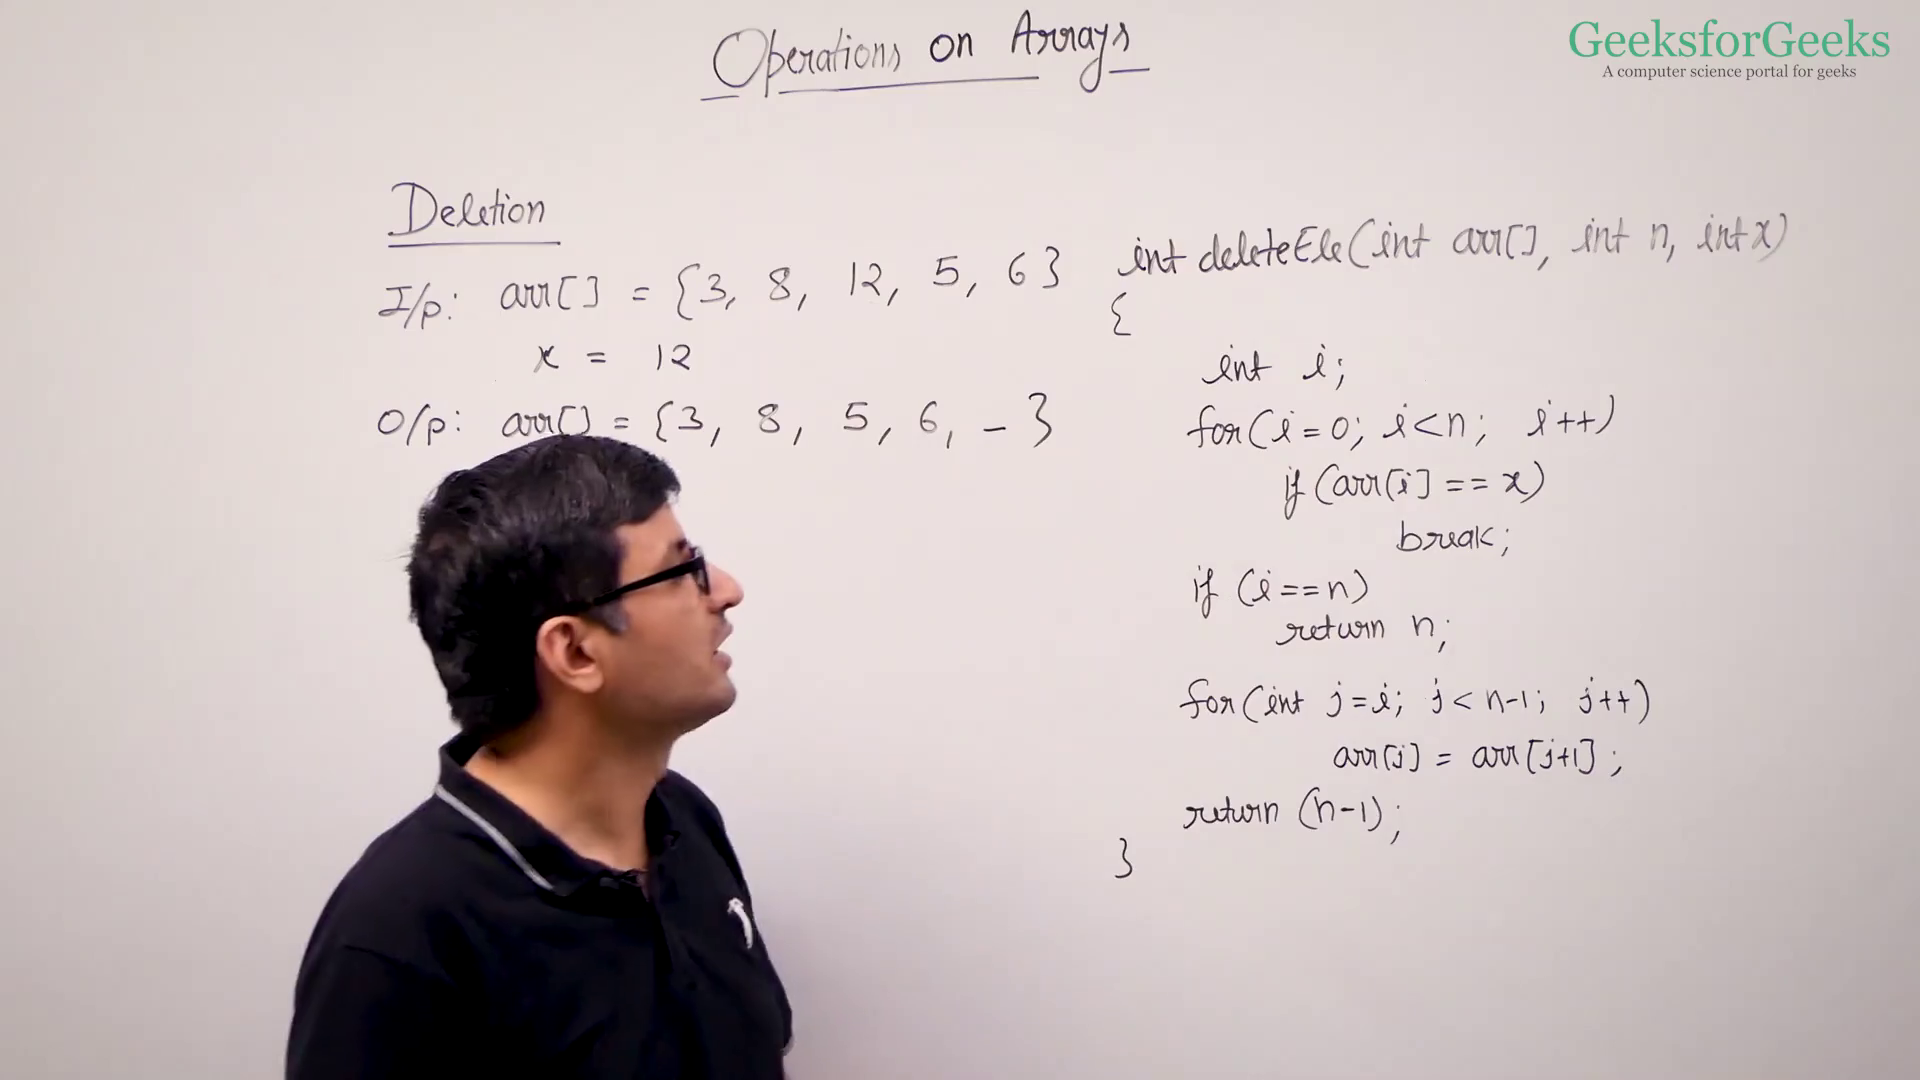 Operations on Arrays
GeeksforGeeks
A computer science portal for geeks
Deletion
I/p: arr[] = {3, 8, 12, 5, 6}
x = 12
O/p: arr[] = {3, 8, 5, 6, _ }
int deleteEle(int arr[], int n, int x)
{
int i;
for(i=0; i<n; i++)
if (arr[i] == x)
break;
if (i==n)
return n;
for(int j=i; j<n-1; j++)
arr[j] = arr[j+1];
return (n-1);
}